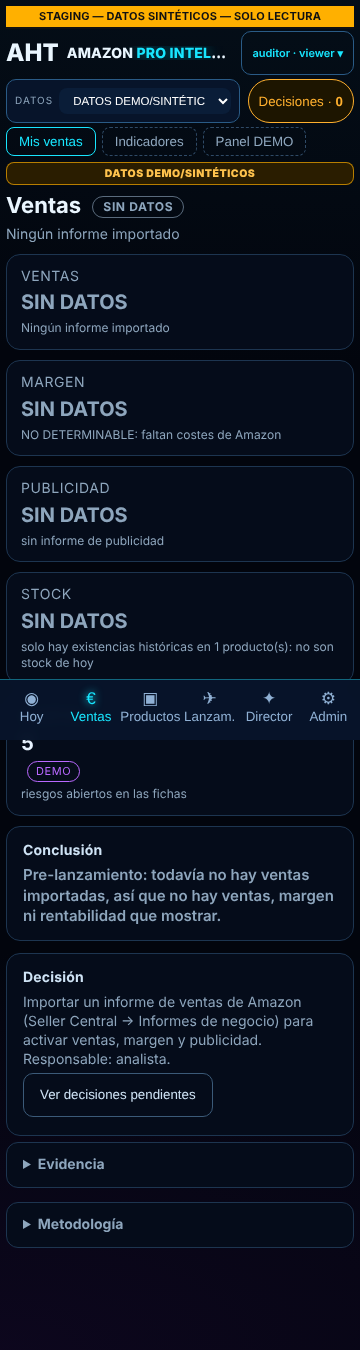 STAGING — DATOS SINTÉTICOS — SOLO LECTURA
AHT AMAZON PRO INTEL... auditor · viewer ▾
DATOS DATOS DEMO/SINTÉTIC Decisiones · 0
Mis ventas Indicadores Panel DEMO
DATOS DEMO/SINTÉTICOS
Ventas SIN DATOS
Ningún informe importado
VENTAS
SIN DATOS
Ningún informe importado
MARGEN
SIN DATOS
NO DETERMINABLE: faltan costes de Amazon
PUBLICIDAD
SIN DATOS
sin informe de publicidad
STOCK
SIN DATOS
solo hay existencias históricas en 1 producto(s): no son
stock de hoy
Hoy Ventas Productos Lanzam. Director Admin
5
DEMO
riesgos abiertos en las fichas
Conclusión
Pre-lanzamiento: todavía no hay ventas
importadas, así que no hay ventas, margen
ni rentabilidad que mostrar.
Decisión
Importar un informe de ventas de Amazon
(Seller Central → Informes de negocio) para
activar ventas, margen y publicidad.
Responsable: analista.
Ver decisiones pendientes
▶ Evidencia
▶ Metodología